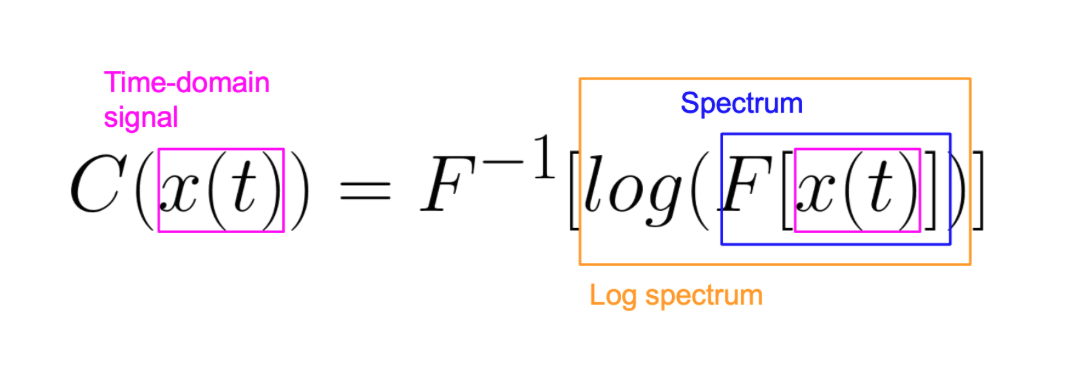 Time-domain
signal
Spectrum
C(x(t)) = F⁻¹[log(F[x(t)])]
Log spectrum